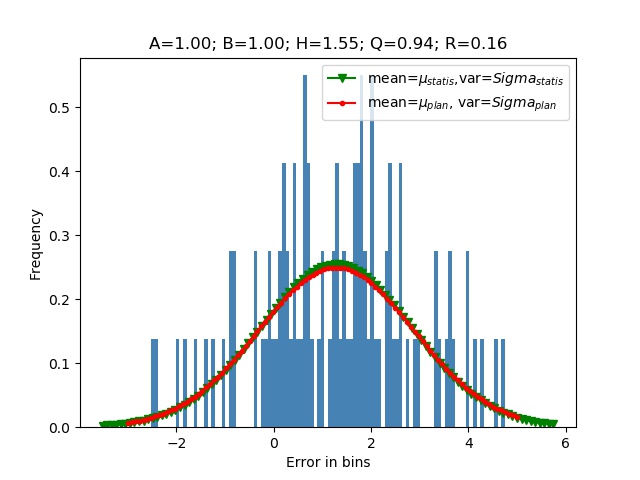 A=1.00; B=1.00; H=1.55; Q=0.94; R=0.16
mean=μstatis,var=Sigmastatis
mean=μplan, var=Sigmaplan
0.5
0.4
0.3
0.2
0.1
0.0
Frequency
−2
0
2
4
6
Error in bins